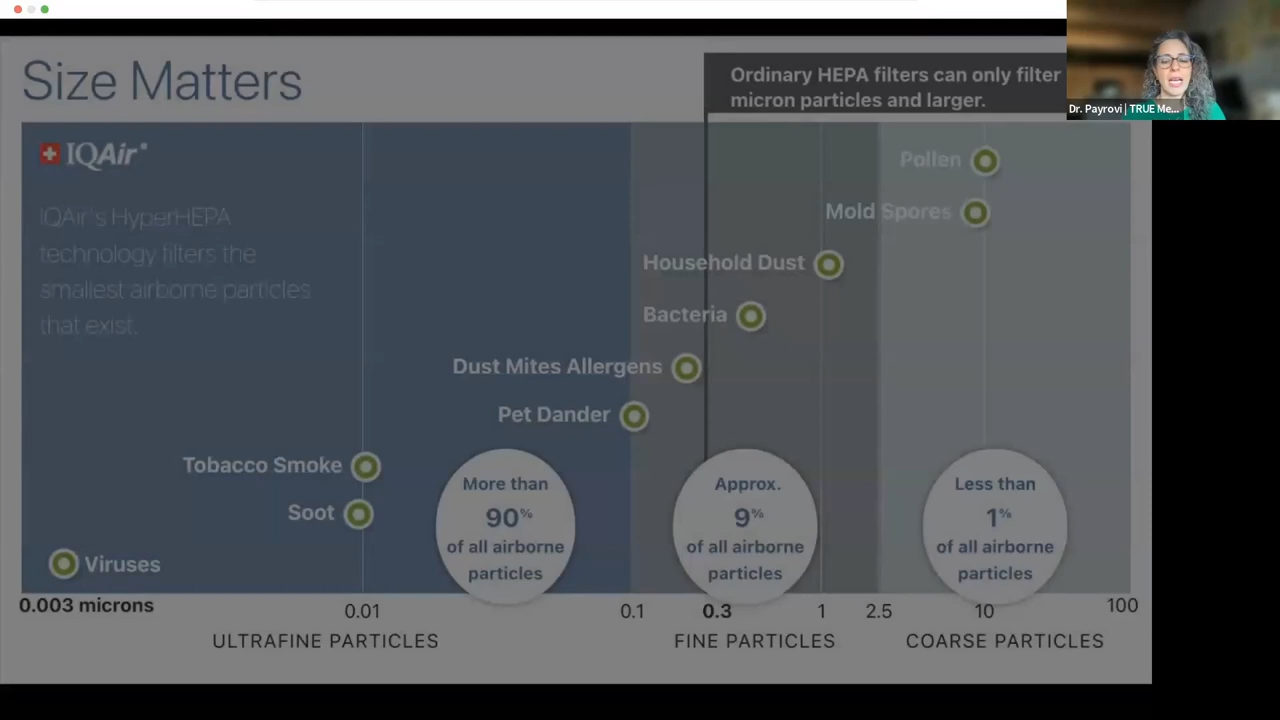 Size Matters
Ordinary HEPA filters can only filter
micron particles and larger.
Dr. Payrovi | TRUE Me...
IQAir®
IQAir's HyperHEPA
technology filters the
smallest airborne particles
that exist.
Pollen
Mold Spores
Household Dust
Bacteria
Dust Mites Allergens
Pet Dander
Tobacco Smoke
Soot
Viruses
More than
90%
of all airborne
particles
Approx.
9%
of all airborne
particles
Less than
1%
of all airborne
particles
0.003 microns
0.01
0.1
0.3
1
2.5
10
100
ULTRAFINE PARTICLES
FINE PARTICLES
COARSE PARTICLES